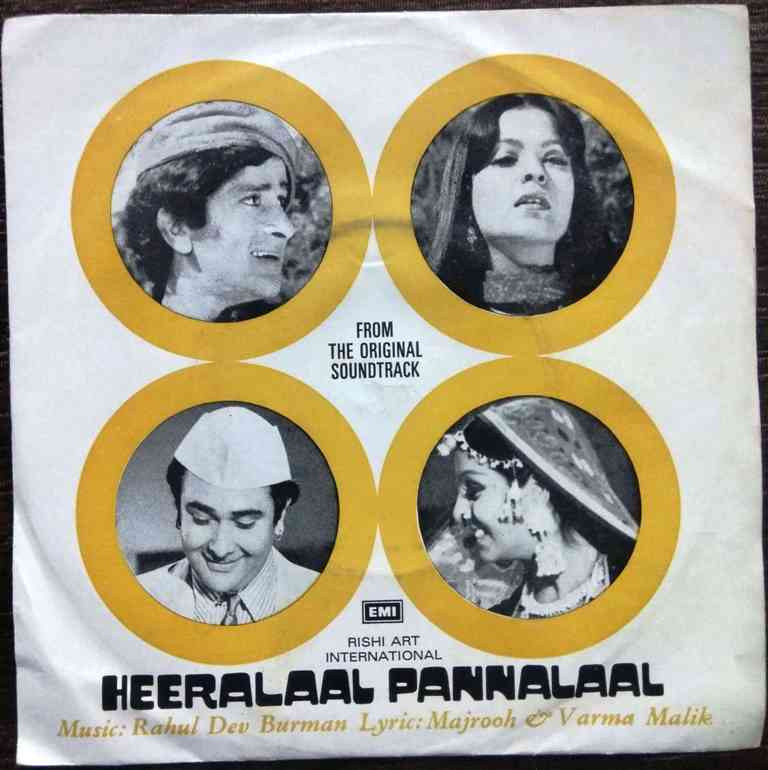 FROM
THE ORIGINAL
SOUNDTRACK
EMI
RISHI ART
INTERNATIONAL
HEERALAAL PANNALAAL
Music: Rahul Dev Burman Lyric: Majrooh & Varma Malik